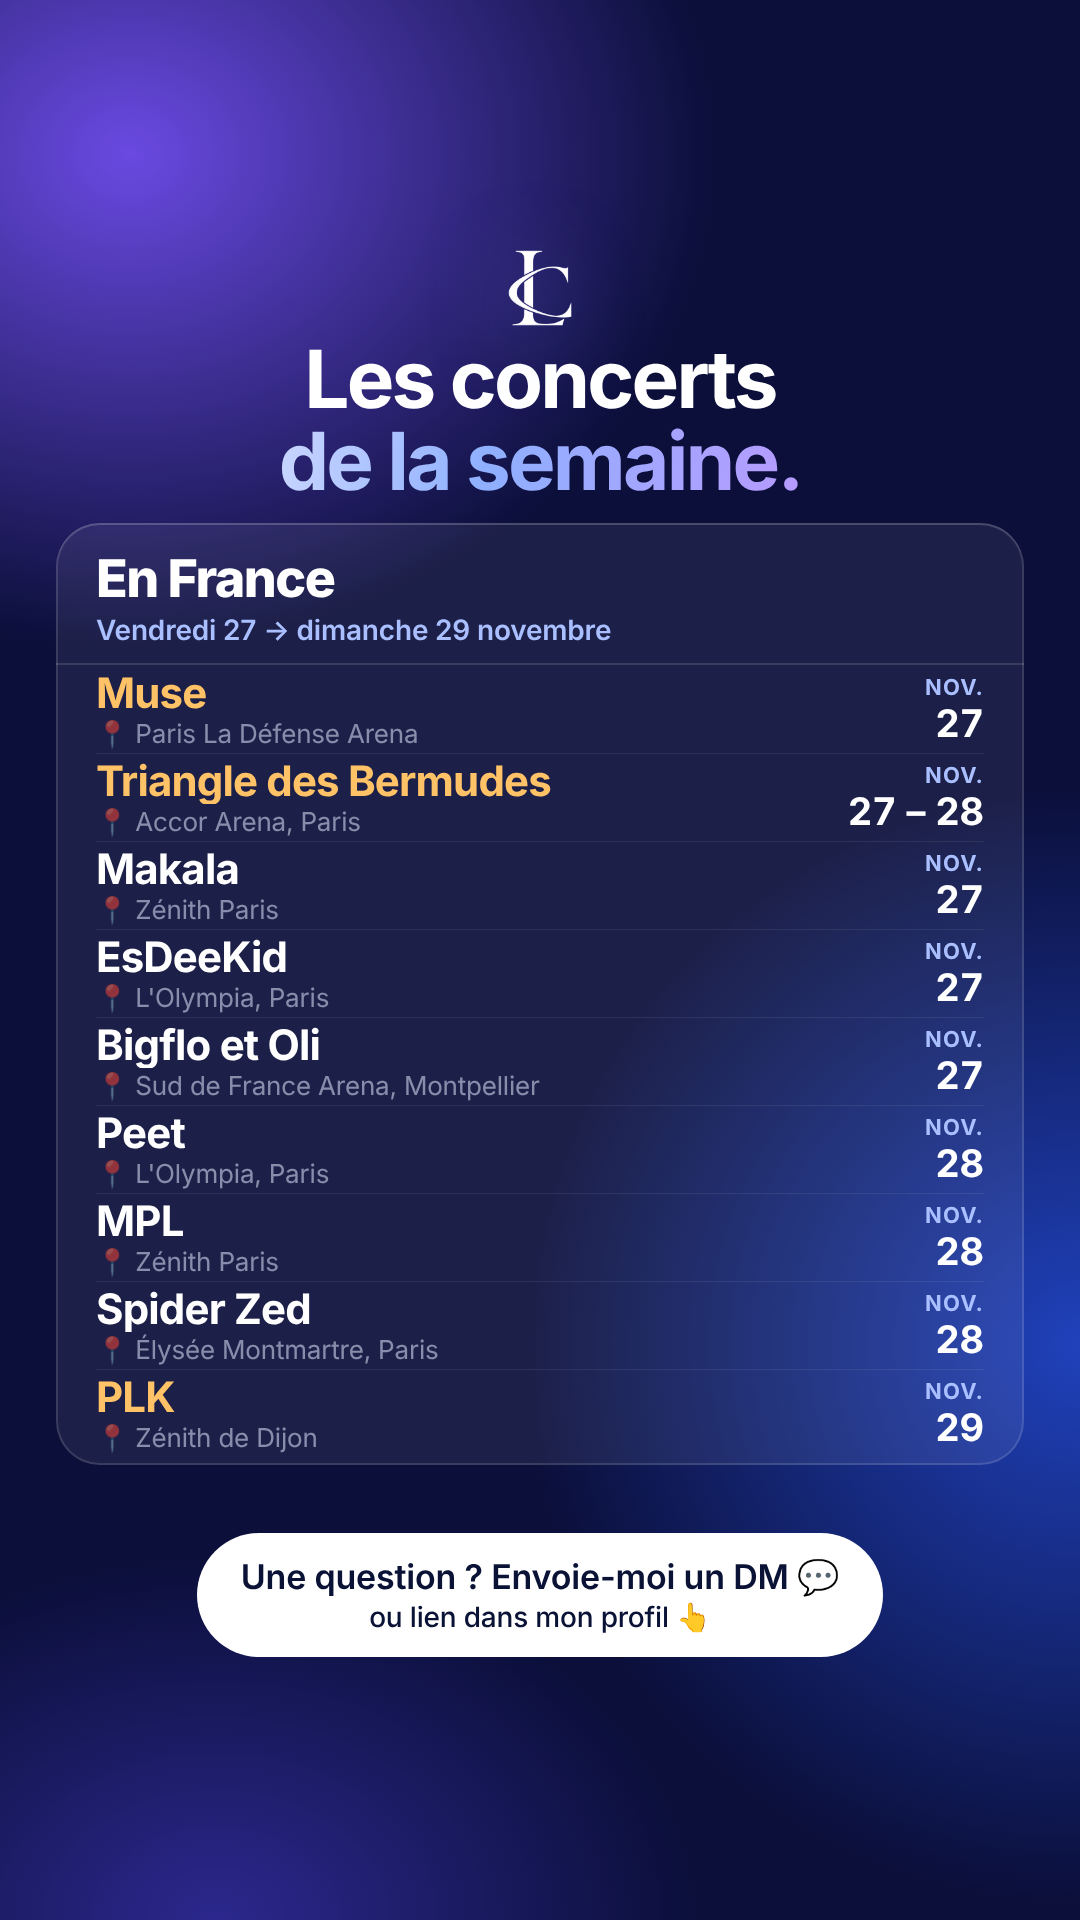 LC
Les concerts
de la semaine.
En France
Vendredi 27 → dimanche 29 novembre
Muse
📍 Paris La Défense Arena
NOV.
27
Triangle des Bermudes
📍 Accor Arena, Paris
NOV.
27 – 28
Makala
📍 Zénith Paris
NOV.
27
EsDeeKid
📍 L'Olympia, Paris
NOV.
27
Bigflo et Oli
📍 Sud de France Arena, Montpellier
NOV.
27
Peet
📍 L'Olympia, Paris
NOV.
28
MPL
📍 Zénith Paris
NOV.
28
Spider Zed
📍 Élysée Montmartre, Paris
NOV.
28
PLK
📍 Zénith de Dijon
NOV.
29
Une question ? Envoie-moi un DM 💬
ou lien dans mon profil 👆